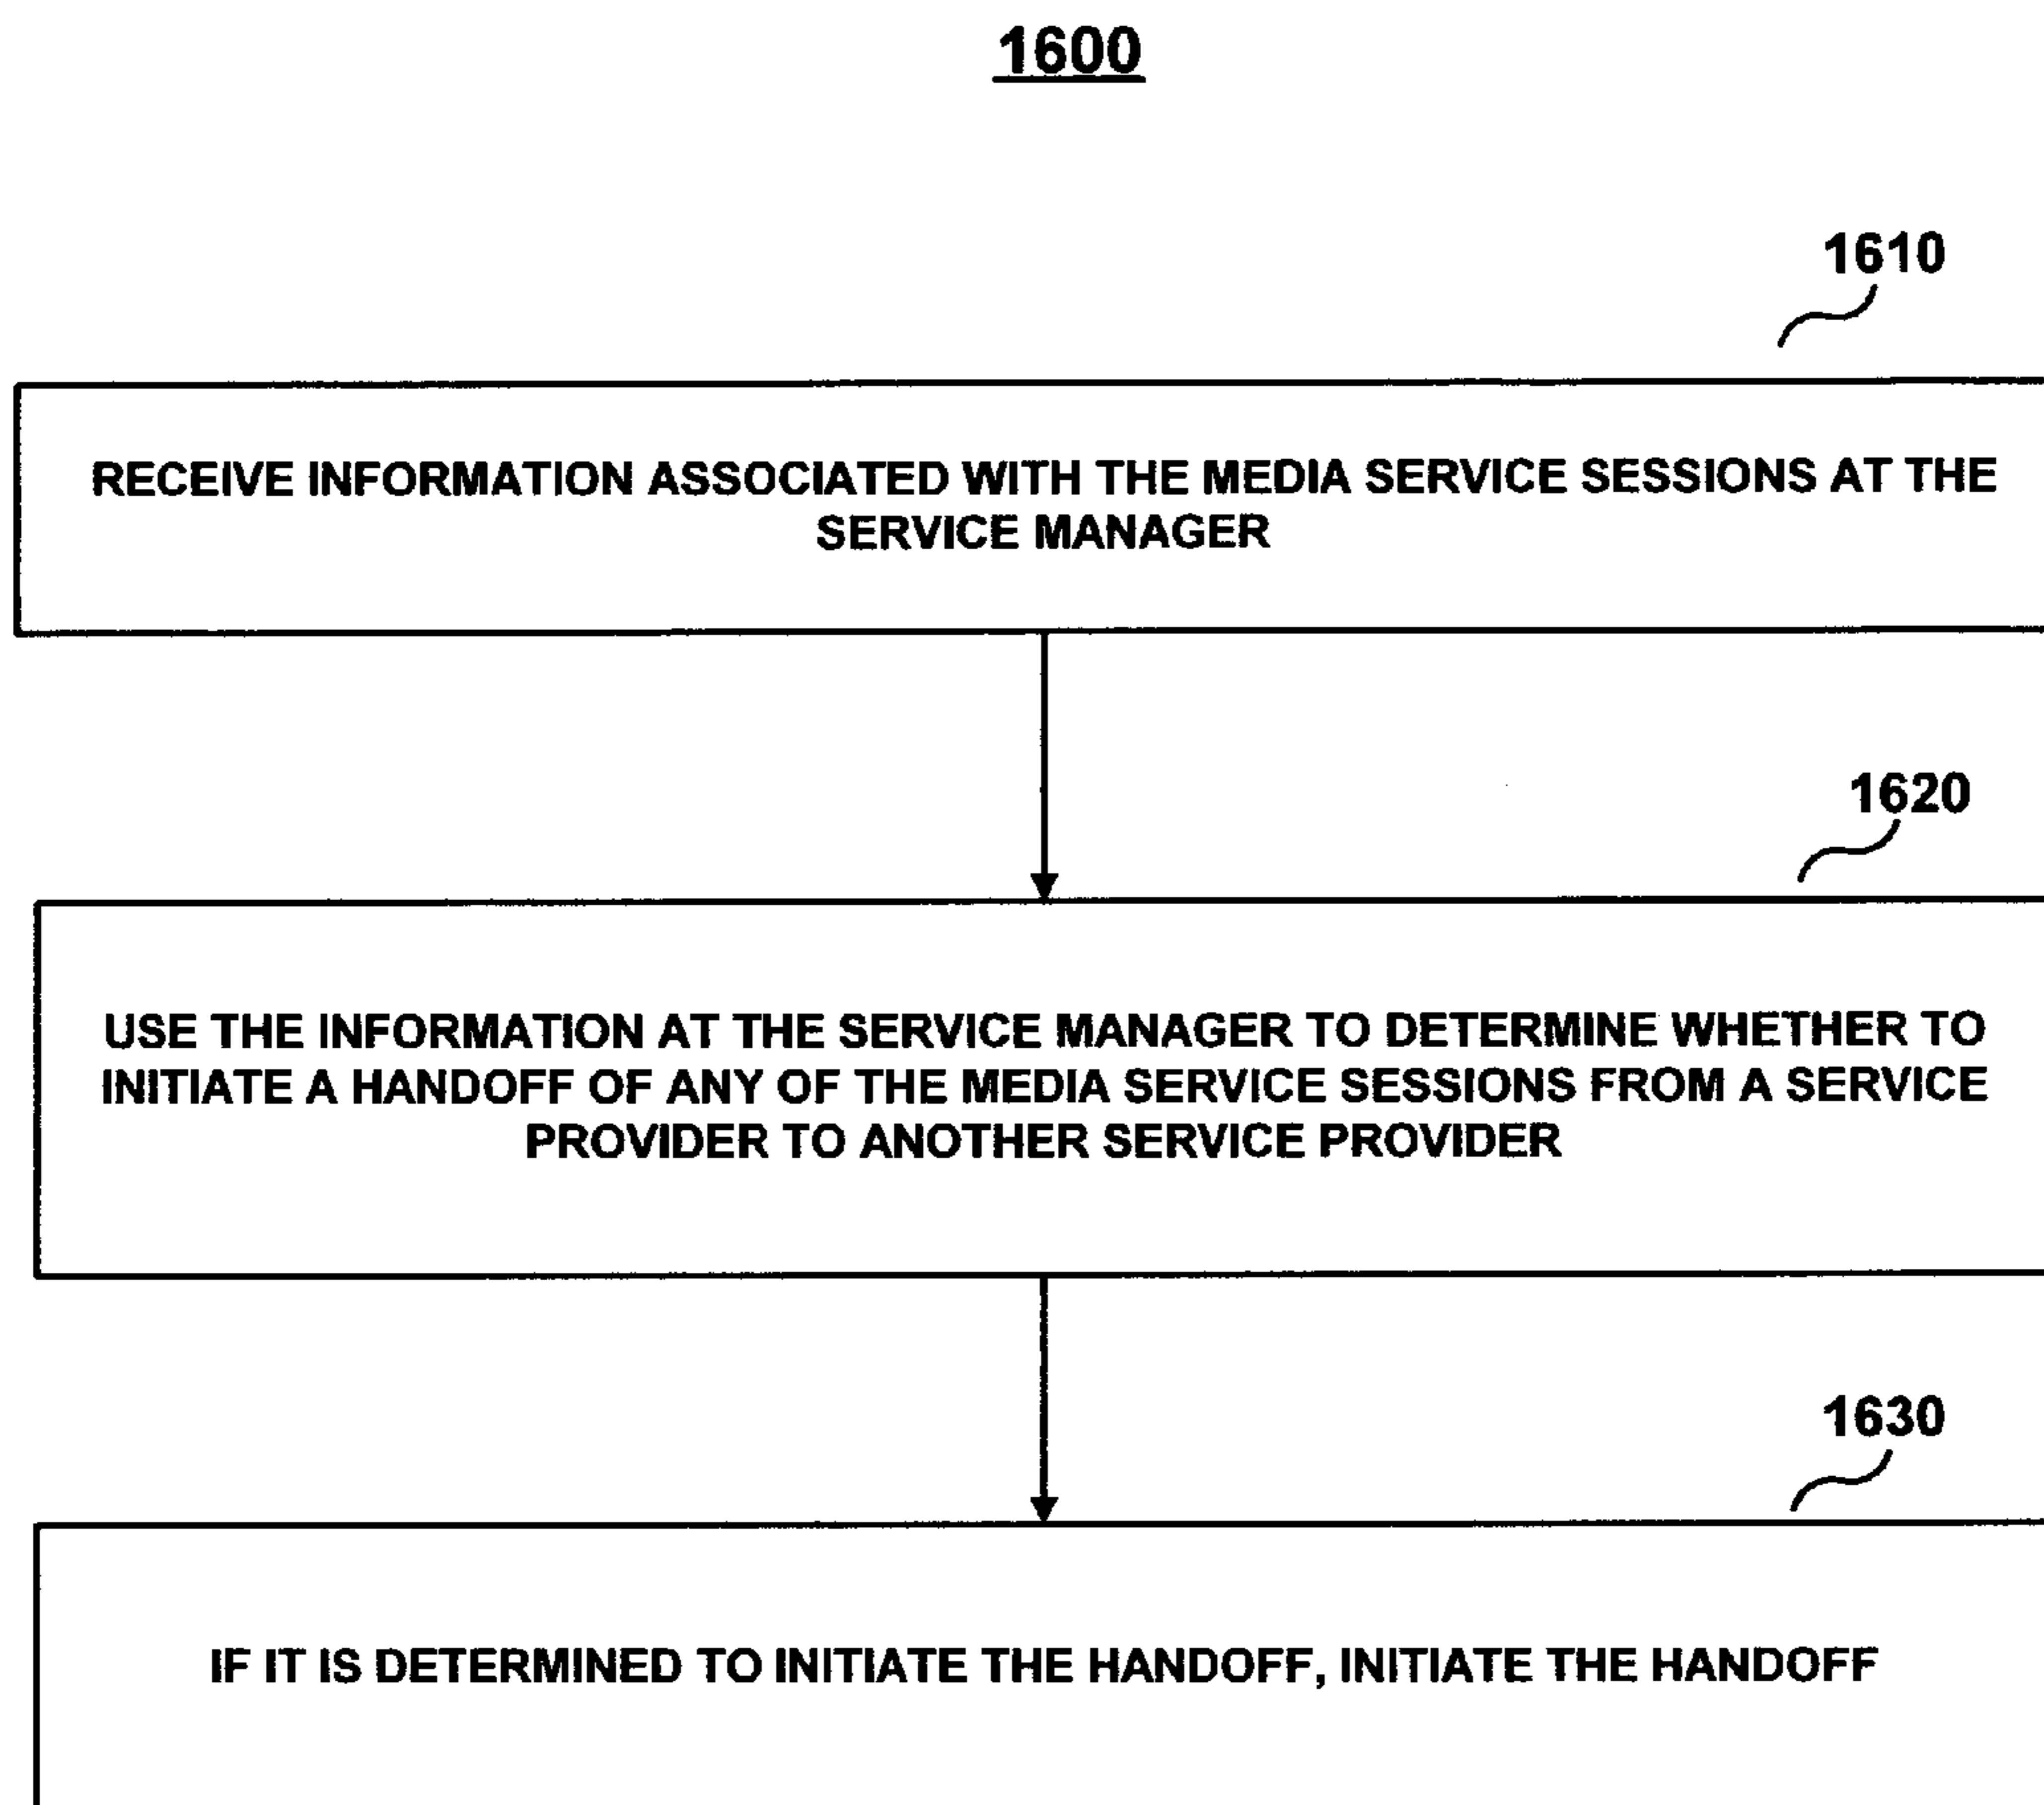 1600
1610
RECEIVE INFORMATION ASSOCIATED WITH THE MEDIA SERVICE SESSIONS AT THE
SERVICE MANAGER
1620
USE THE INFORMATION AT THE SERVICE MANAGER TO DETERMINE WHETHER TO
INITIATE A HANDOFF OF ANY OF THE MEDIA SERVICE SESSIONS FROM A SERVICE
PROVIDER TO ANOTHER SERVICE PROVIDER
1630
IF IT IS DETERMINED TO INITIATE THE HANDOFF, INITIATE THE HANDOFF